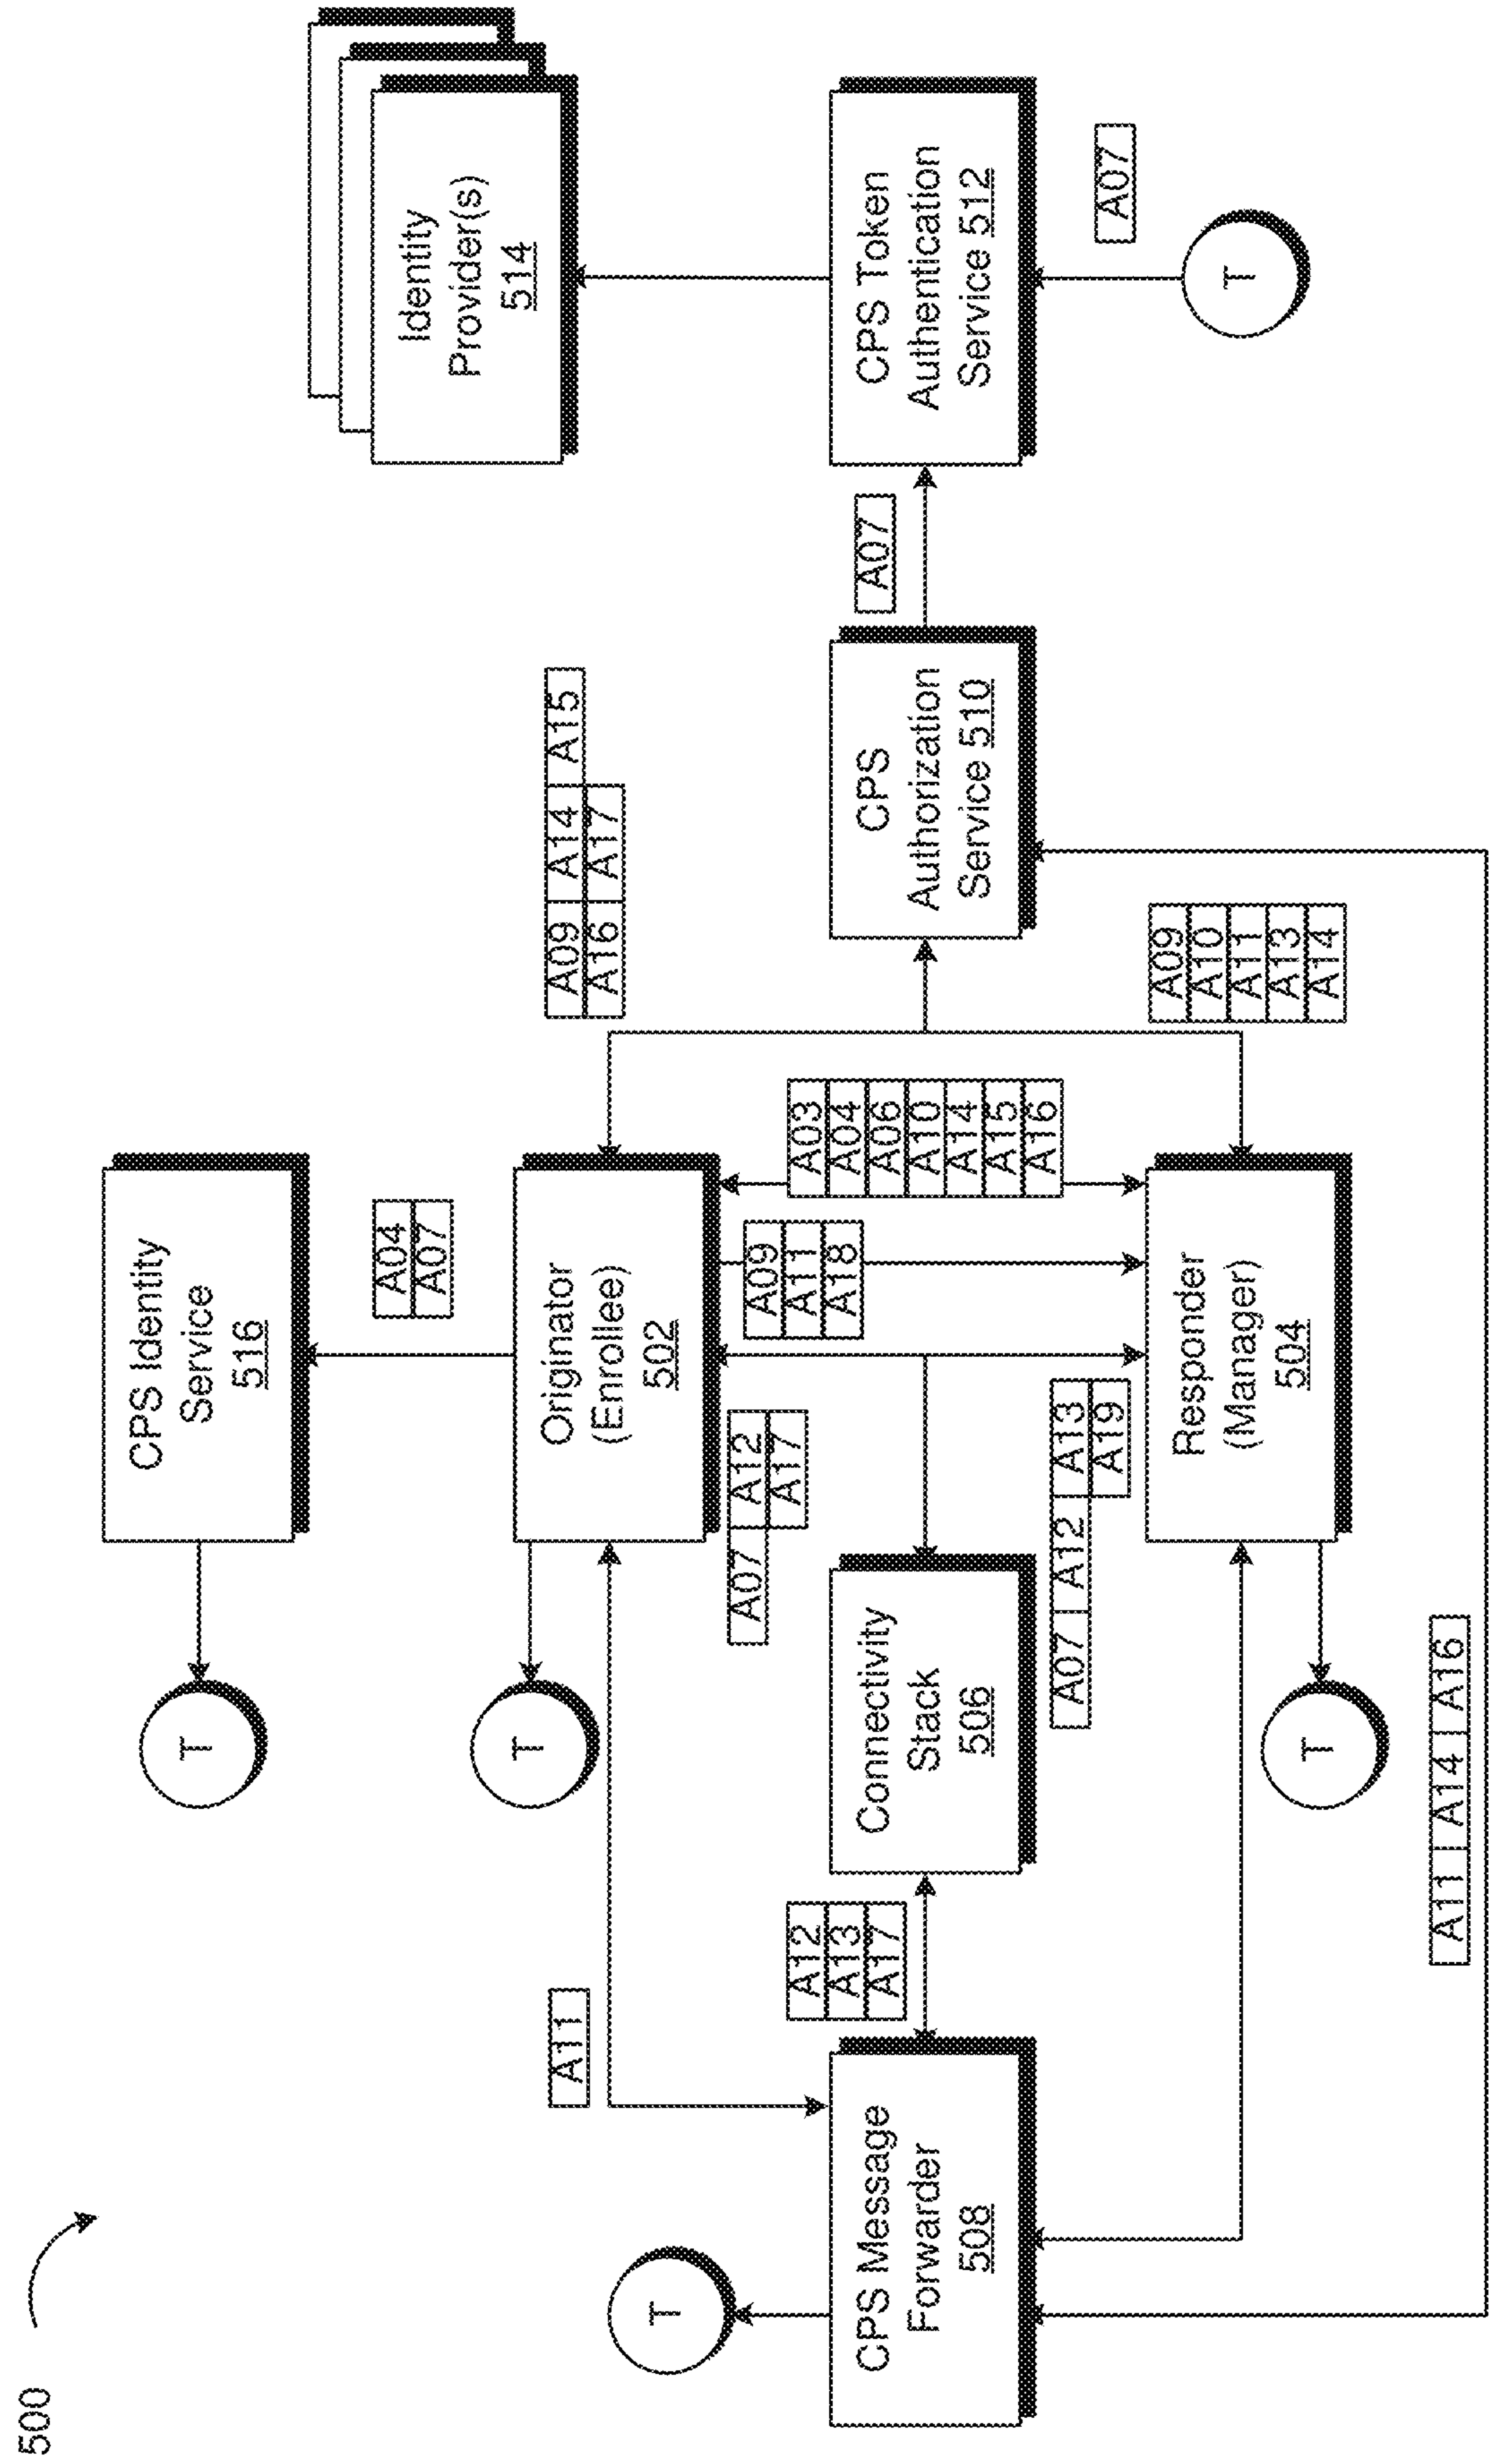 500
CPS Identity
Service
516
T
A04
A07
Originator
(Enrollee)
502
T
A11
A07 A12
A17
A09
A11
A18
A03
A04
A06
A10
A14
A15
A16
A09 A14 A15
A16 A17
Identity
Provider(s)
514
T
CPS Message
Forwarder
508
A12
A13
A17
Connectivity
Stack
506
CPS
Authorization
Service 510
A07
CPS Token
Authentication
Service 512
A07
T
A07 A12 A13
A19
Responder
(Manager)
504
T
A09
A10
A11
A13
A14
A11 A14 A16